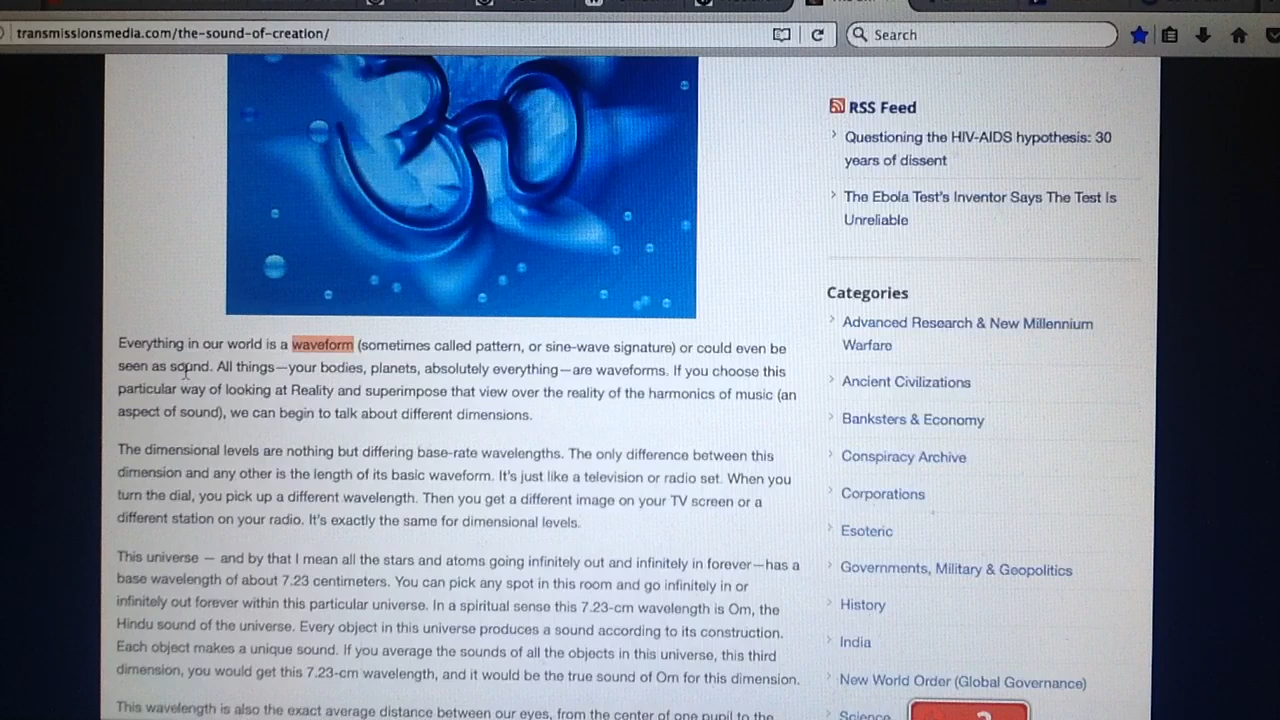 transmissionsmedia.com/the-sound-of-creation/
Search
Everything in our world is a waveform (sometimes called pattern, or sine-wave signature) or could even be
seen as sound. All things—your bodies, planets, absolutely everything—are waveforms. If you choose this
particular way of looking at Reality and superimpose that view over the reality of the harmonics of music (an
aspect of sound), we can begin to talk about different dimensions.
The dimensional levels are nothing but differing base-rate wavelengths. The only difference between this
dimension and any other is the length of its basic waveform. It's just like a television or radio set. When you
turn the dial, you pick up a different wavelength. Then you get a different image on your TV screen or a
different station on your radio. It's exactly the same for dimensional levels.
This universe — and by that I mean all the stars and atoms going infinitely out and infinitely in forever—has a
base wavelength of about 7.23 centimeters. You can pick any spot in this room and go infinitely in or
infinitely out forever within this particular universe. In a spiritual sense this 7.23-cm wavelength is Om, the
Hindu sound of the universe. Every object in this universe produces a sound according to its construction.
Each object makes a unique sound. If you average the sounds of all the objects in this universe, this third
dimension, you would get this 7.23-cm wavelength, and it would be the true sound of Om for this dimension.
This wavelength is also the exact average distance between our eyes, from the center of one pupil to the
RSS Feed
Questioning the HIV-AIDS hypothesis: 30
years of dissent
The Ebola Test's Inventor Says The Test Is
Unreliable
Categories
Advanced Research & New Millennium
Warfare
Ancient Civilizations
Banksters & Economy
Conspiracy Archive
Corporations
Esoteric
Governments, Military & Geopolitics
History
India
New World Order (Global Governance)
Science